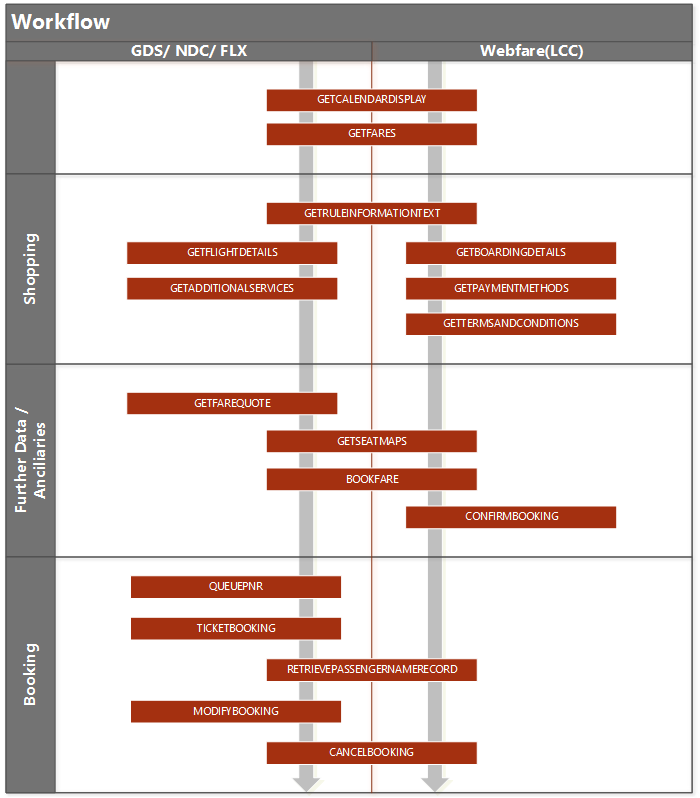 Workflow
GDS/ NDC/ FLX
Webfare(LCC)
GETCALENDARDISPLAY
GETFARES
Shopping
GETRULEINFORMATIONTEXT
GETFLIGHTDETAILS
GETBOARDINGDETAILS
GETADDITIONALSERVICES
GETPAYMENTMETHODS
GETTERMSANDCONDITIONS
Further Data /
Anciliaries
GETFAREQUOTE
GETSEATMAPS
BOOKFARE
CONFIRMBOOKING
Booking
QUEUEPNR
TICKETBOOKING
RETRIEVEPASSENGERNAMERECORD
MODIFYBOOKING
CANCELBOOKING